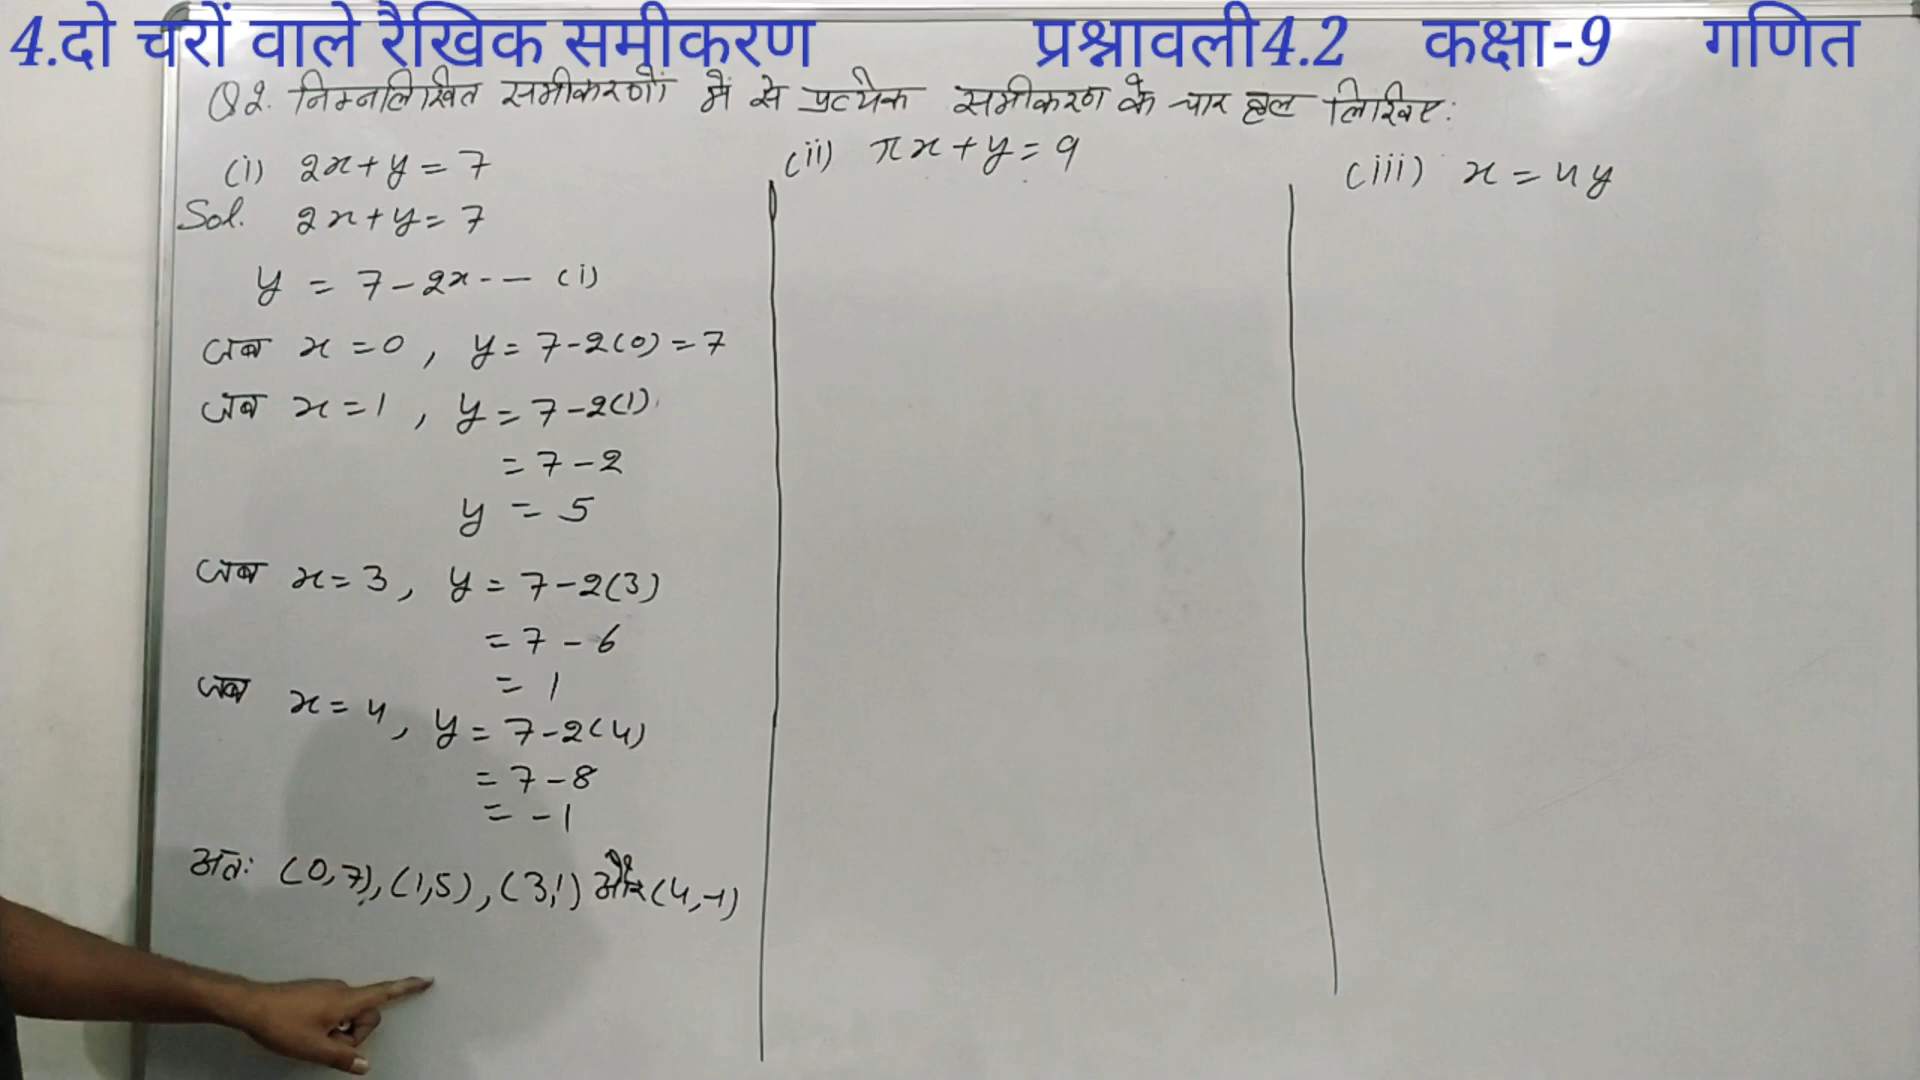 4.दो चरों वाले रैखिक समीकरण प्रश्नावली4.2 कक्षा-9 गणित
Q2. निम्नलिखित समीकरणों में से प्रत्येक समीकरण के चार हल लिखिए:
(i) 2x+y=7
Sol. 2x+y=7
y = 7-2x-— (i)
जब x=0, y=7-2(0)=7
जब x=1, y=7-2(1)
=7-2
y = 5
जब x=3, y=7-2(3)
=7-6
= 1
जब x=4, y=7-2(4)
=7-8
= -1
अतः (0,7),(1,5),(3,1) और (4,-1)
(ii) πx+y=9
(iii) x=4y